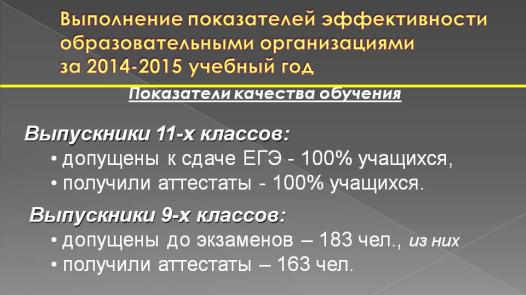 Выполнение показателей эффективности
образовательными организациями
за 2014-2015 учебный год
Показатели качества обучения
Выпускники 11-х классов:
• допущены к сдаче ЕГЭ - 100% учащихся,
• получили аттестаты - 100% учащихся.
Выпускники 9-х классов:
• допущены до экзаменов – 183 чел., из них
• получили аттестаты – 163 чел.